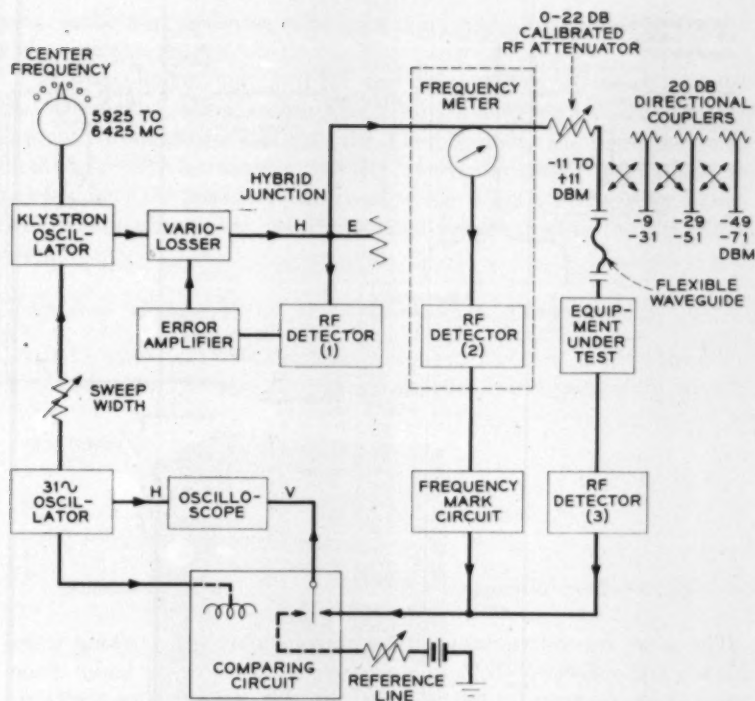 0-22 DB
CALIBRATED
RF ATTENUATOR
CENTER
FREQUENCY
5925 TO
6425 MC
FREQUENCY
METER
20 DB
DIRECTIONAL
COUPLERS
-11 TO
+11
DBM
-9
-31
-29
-51
-49
-71
DBM
HYBRID
JUNCTION
H
E
KLYSTRON
OSCIL-
LATOR
VARIO-
LOSSER
ERROR
AMPLIFIER
RF
DETECTOR
(1)
RF
DETECTOR
(2)
FLEXIBLE
WAVEGUIDE
EQUIP-
MENT
UNDER
TEST
SWEEP
WIDTH
31~
OSCIL-
LATOR
H
OSCILLO-
SCOPE
V
FREQUENCY
MARK
CIRCUIT
RF
DETECTOR
(3)
COMPARING
CIRCUIT
REFERENCE
LINE